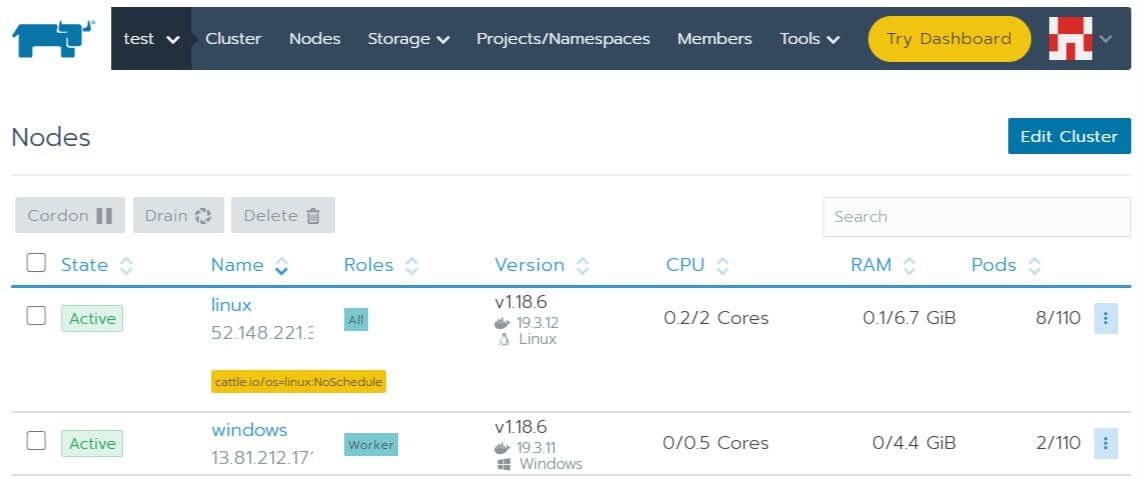 test Cluster Nodes Storage Projects/Namespaces Members Tools Try Dashboard
Nodes Edit Cluster
Cordon Drain Delete Search
State Name Roles Version CPU RAM Pods
linux v1.18.6
Active All 19.3.12 0.2/2 Cores 0.1/6.7 GiB 8/110
52.148.221. Linux
cattle.io/os=linux:NoSchedule
windows v1.18.6
Active Worker 19.3.11 0/0.5 Cores 0/4.4 GiB 2/110
13.81.212.17 Windows